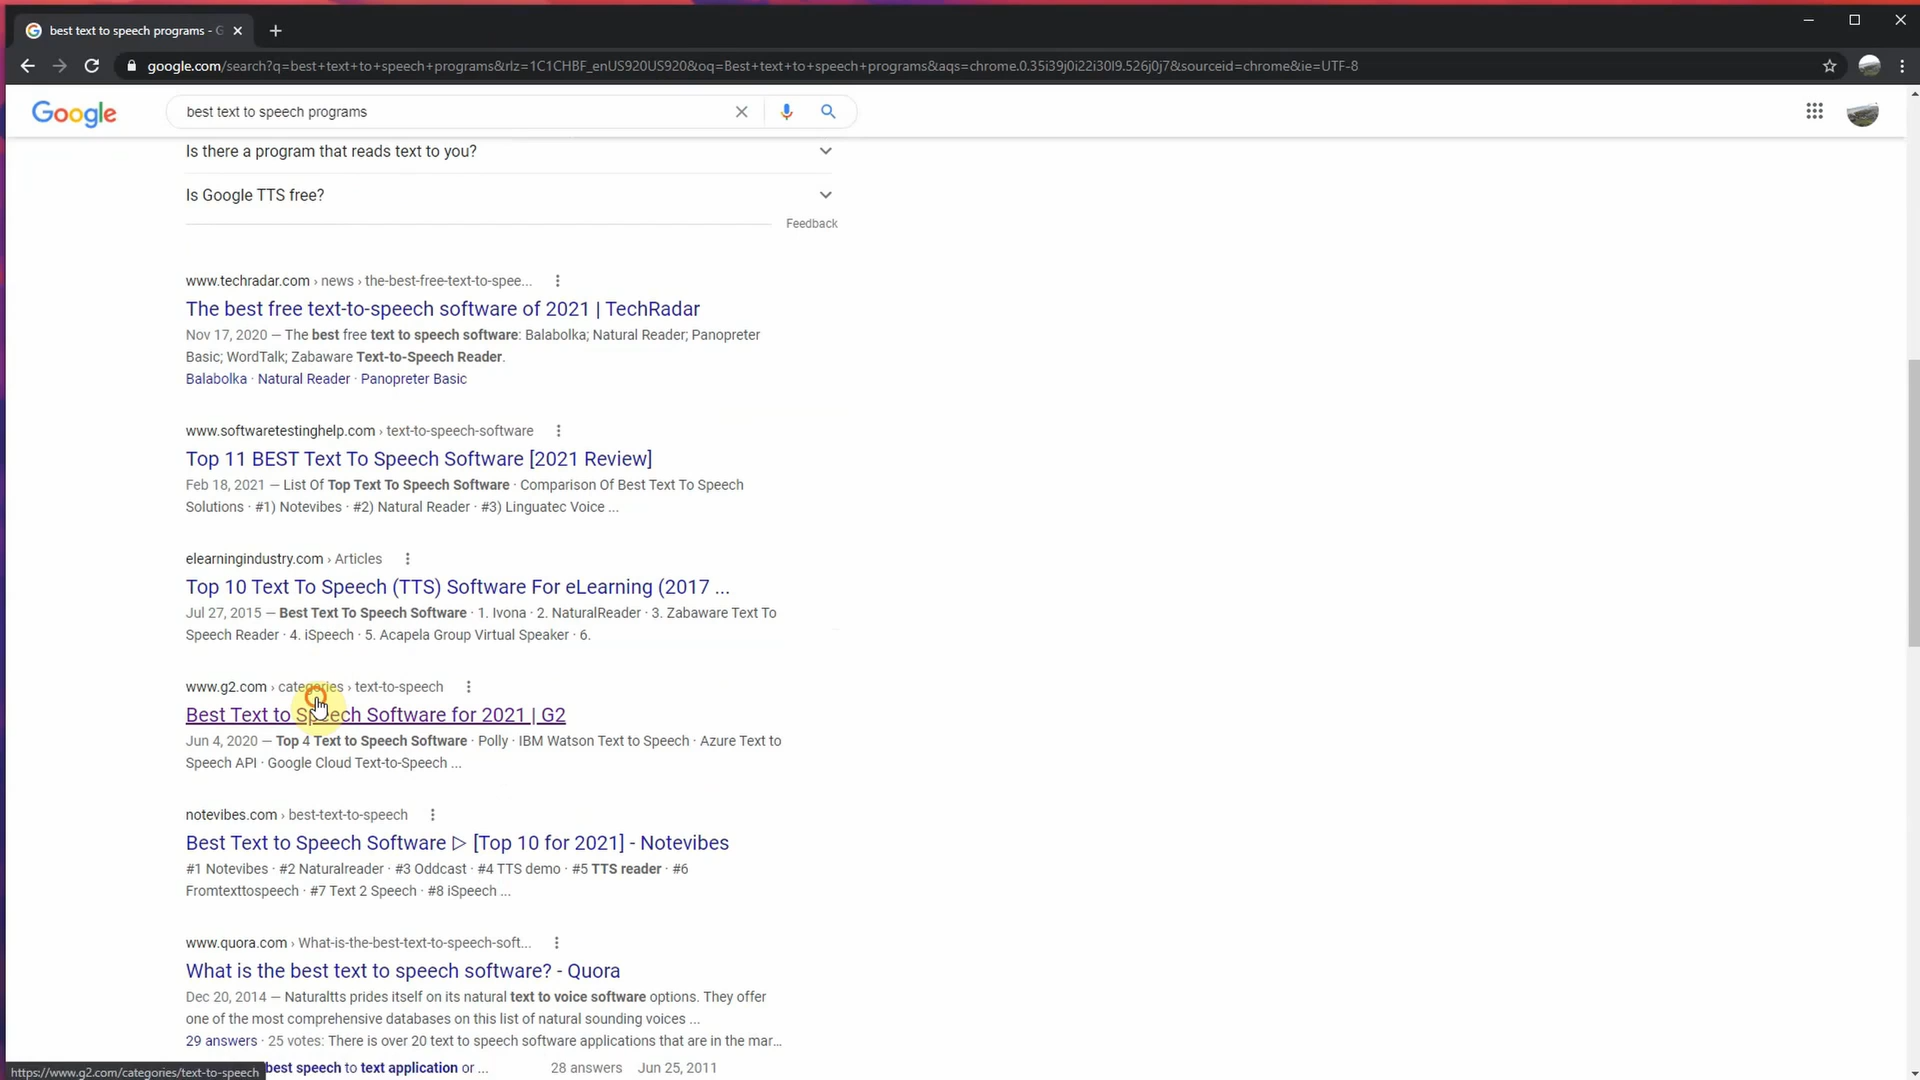 best text to speech programs - G
google.com/search?q=best+text+to+speech+programs&rlz=1C1CHBF_enUS920US920&oq=Best+text+to+speech+programs&aqs=chrome.0.35i39j0i22i30l9.526j0j7&sourceid=chrome&ie=UTF-8
Google
best text to speech programs
Is there a program that reads text to you?
Is Google TTS free?
Feedback
www.techradar.com › news › the-best-free-text-to-spee...
The best free text-to-speech software of 2021 | TechRadar
Nov 17, 2020 — The best free text to speech software: Balabolka; Natural Reader; Panopreter
Basic; WordTalk; Zabaware Text-to-Speech Reader.
Balabolka · Natural Reader · Panopreter Basic
www.softwaretestinghelp.com › text-to-speech-software
Top 11 BEST Text To Speech Software [2021 Review]
Feb 18, 2021 — List Of Top Text To Speech Software · Comparison Of Best Text To Speech
Solutions · #1) Notevibes · #2) Natural Reader · #3) Linguatec Voice ...
elearningindustry.com › Articles
Top 10 Text To Speech (TTS) Software For eLearning (2017 ...
Jul 27, 2015 — Best Text To Speech Software · 1. Ivona · 2. NaturalReader · 3. Zabaware Text To
Speech Reader · 4. iSpeech · 5. Acapela Group Virtual Speaker · 6.
www.g2.com › categories › text-to-speech
Best Text to Speech Software for 2021 | G2
Jun 4, 2020 — Top 4 Text to Speech Software · Polly · IBM Watson Text to Speech · Azure Text to
Speech API · Google Cloud Text-to-Speech ...
notevibes.com › best-text-to-speech
Best Text to Speech Software ▷ [Top 10 for 2021] - Notevibes
#1 Notevibes · #2 Naturalreader · #3 Oddcast · #4 TTS demo · #5 TTS reader · #6
Fromtexttospeech · #7 Text 2 Speech · #8 iSpeech ...
www.quora.com › What-is-the-best-text-to-speech-soft...
What is the best text to speech software? - Quora
Dec 20, 2014 — Naturaltts prides itself on its natural text to voice software options. They offer
one of the most comprehensive databases on this list of natural sounding voices ...
29 answers · 25 votes: There is over 20 text to speech software applications that are in the mar...
best speech to text application or ... 28 answers Jun 25, 2011
https://www.g2.com/categories/text-to-speech